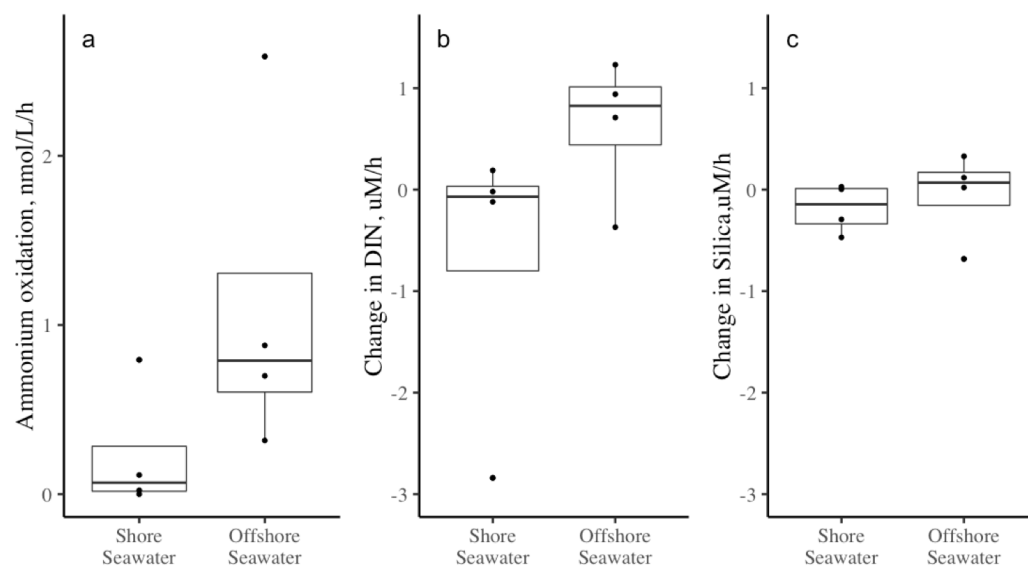 a
Ammonium oxidation, nmol/L/h
2
1
0
Shore
Seawater
Offshore
Seawater
b
Change in DIN, uM/h
1
0
-1
-2
-3
Shore
Seawater
Offshore
Seawater
c
Change in Silica,uM/h
1
0
-1
-2
-3
Shore
Seawater
Offshore
Seawater